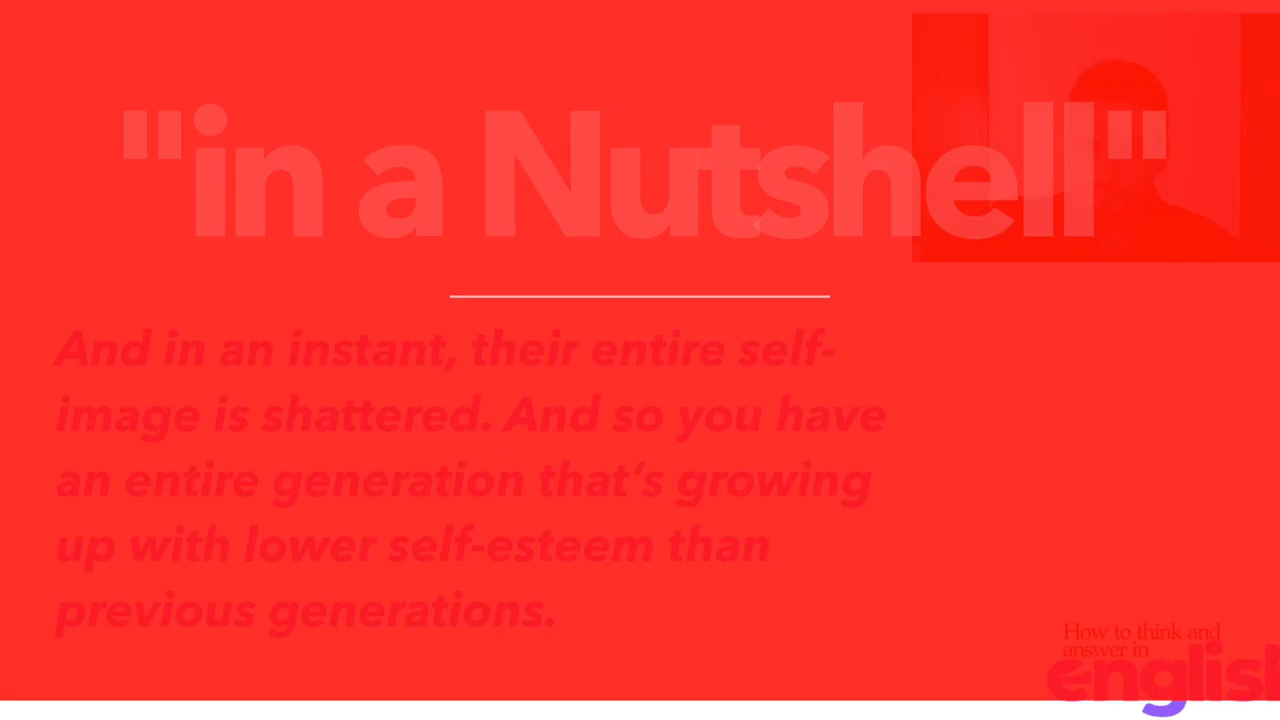 "in a Nutshell"
And in an instant, their entire self-
image is shattered. And so you have
an entire generation that’s growing
up with lower self-esteem than
previous generations.
How to think and
answer in
english